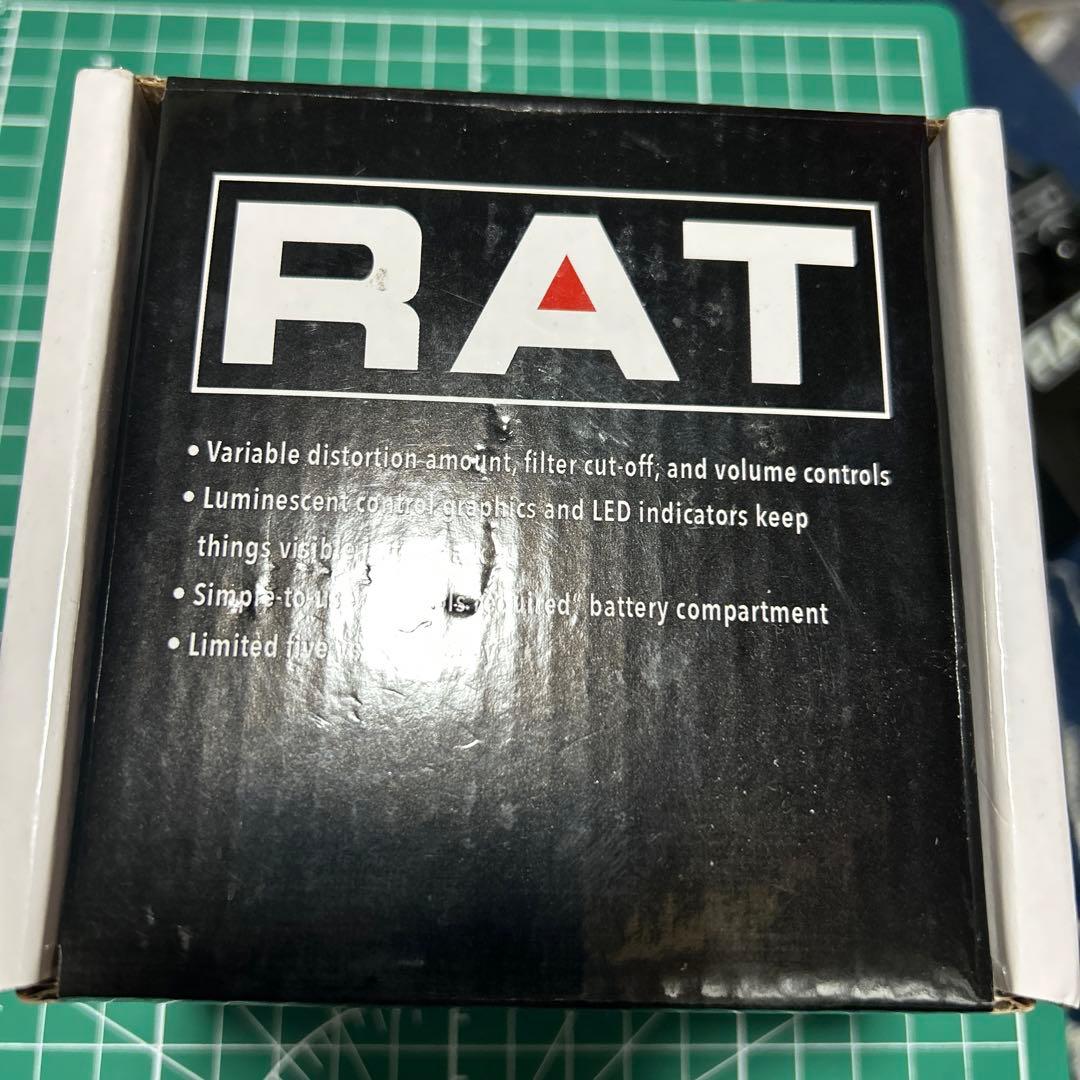 RAT
• Variable distortion amount, filter cut-off, and volume controls
• Luminescent control graphics and LED indicators keep
things
• Simple-to-use battery compartment
• Limited five